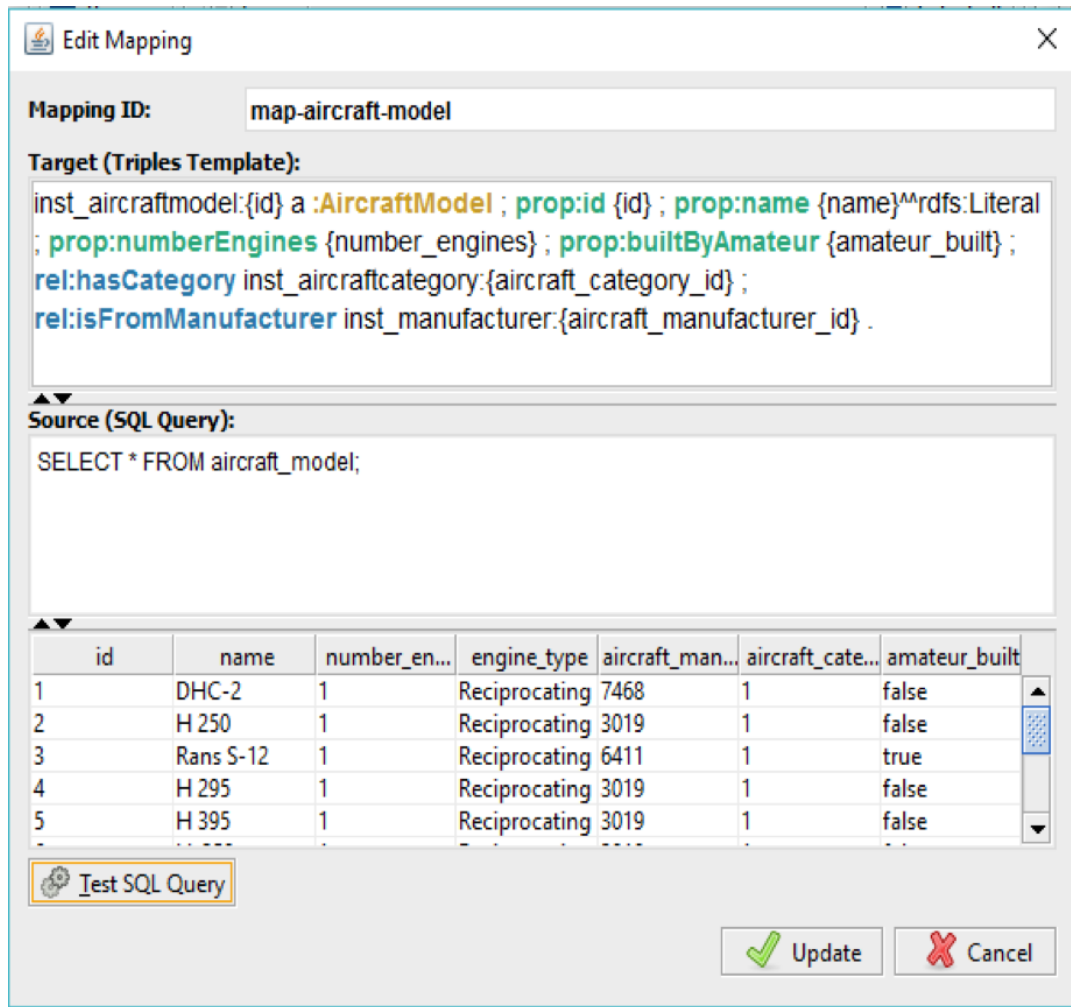 Edit Mapping
Mapping ID:
map-aircraft-model
Target (Triples Template):
inst_aircraftmodel:{id} a :AircraftModel ; prop:id {id} ; prop:name {name}^^rdfs:Literal
; prop:numberEngines {number_engines} ; prop:builtByAmateur {amateur_built} ;
rel:hasCategory inst_aircraftcategory:{aircraft_category_id} ;
rel:isFromManufacturer inst_manufacturer:{aircraft_manufacturer_id} .
Source (SQL Query):
SELECT * FROM aircraft_model;
id name number_en... engine_type aircraft_man... aircraft_cate... amateur_built
1 DHC-2 1 Reciprocating 7468 1 false
2 H 250 1 Reciprocating 3019 1 false
3 Rans S-12 1 Reciprocating 6411 1 true
4 H 295 1 Reciprocating 3019 1 false
5 H 395 1 Reciprocating 3019 1 false
Test SQL Query
Update Cancel